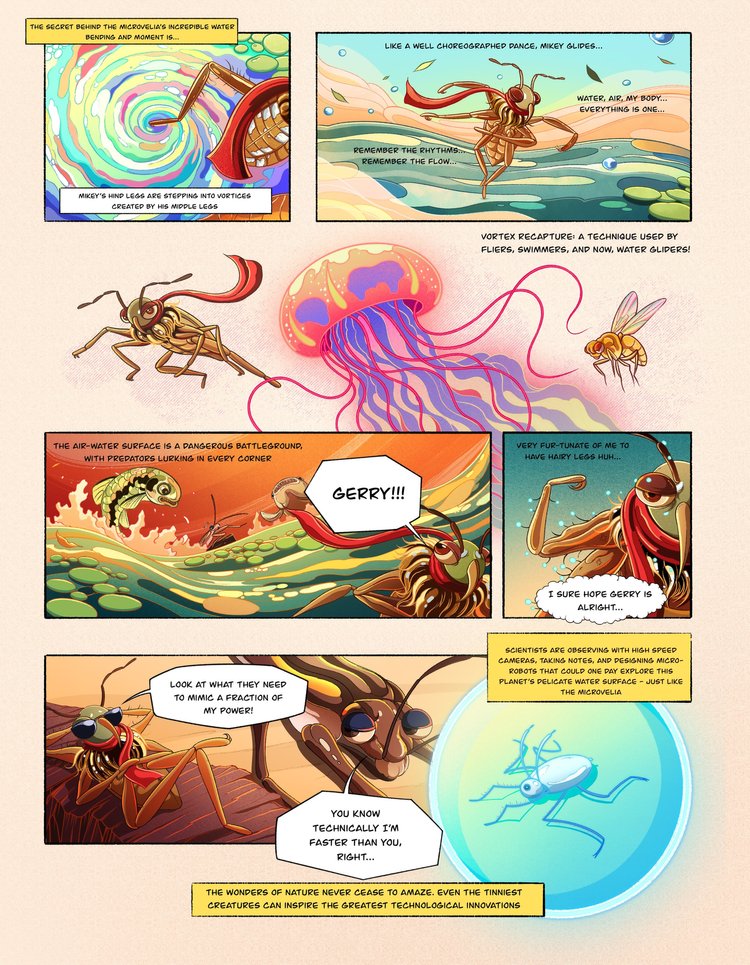 THE SECRET BEHIND THE MICROVELIA'S INCREDIBLE WATER
BENDING AND MOMENT IS...
MIKEY'S HIND LEGS ARE STEPPING INTO VORTICES
CREATED BY HIS MIDDLE LEGS
LIKE A WELL CHOREOGRAPHED DANCE, MIKEY GLIDES...
WATER, AIR, MY BODY...
EVERYTHING IS ONE...
REMEMBER THE RHYTHMS...
REMEMBER THE FLOW...
VORTEX RECAPTURE: A TECHNIQUE USED BY
FLIERS, SWIMMERS, AND NOW, WATER GLIDERS!
THE AIR-WATER SURFACE IS A DANGEROUS BATTLEGROUND,
WITH PREDATORS LURKING IN EVERY CORNER
GERRY!!!
VERY FUR-TUNATE OF ME TO
HAVE HAIRY LEGS HUH...
I SURE HOPE GERRY IS
ALRIGHT...
SCIENTISTS ARE OBSERVING WITH HIGH SPEED
CAMERAS, TAKING NOTES, AND DESIGNING MICRO-
ROBOTS THAT COULD ONE DAY EXPLORE THIS
PLANET'S DELICATE WATER SURFACE - JUST LIKE
THE MICROVELIA
LOOK AT WHAT THEY NEED
TO MIMIC A FRACTION OF
MY POWER!
YOU KNOW
TECHNICALLY I'M
FASTER THAN YOU,
RIGHT...
THE WONDERS OF NATURE NEVER CEASE TO AMAZE. EVEN THE TINNIEST
CREATURES CAN INSPIRE THE GREATEST TECHNOLOGICAL INNOVATIONS